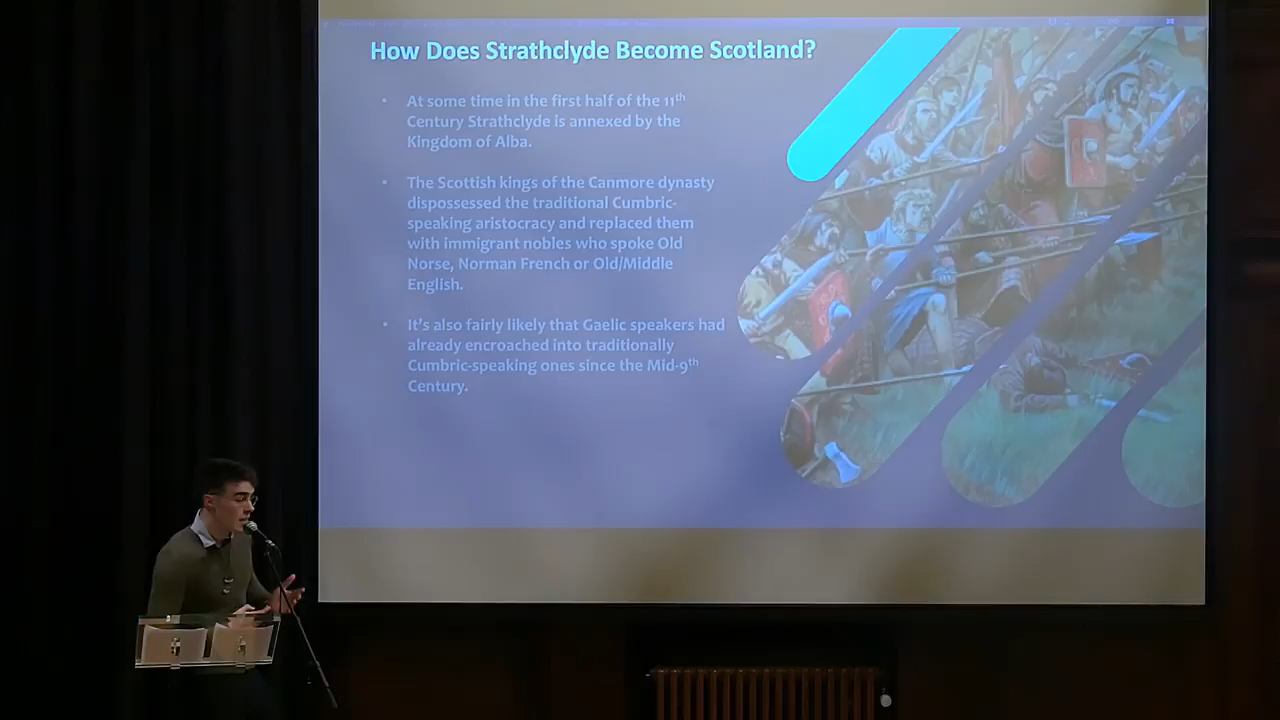 How Does Strathclyde Become Scotland?
• At some time in the first half of the 11th
Century Strathclyde is annexed by the
Kingdom of Alba.
• The Scottish kings of the Canmore dynasty
dispossessed the traditional Cumbric-
speaking aristocracy and replaced them
with immigrant nobles who spoke Old
Norse, Norman French or Old/Middle
English.
• It's also fairly likely that Gaelic speakers had
already encroached into traditionally
Cumbric-speaking ones since the Mid-9th
Century.